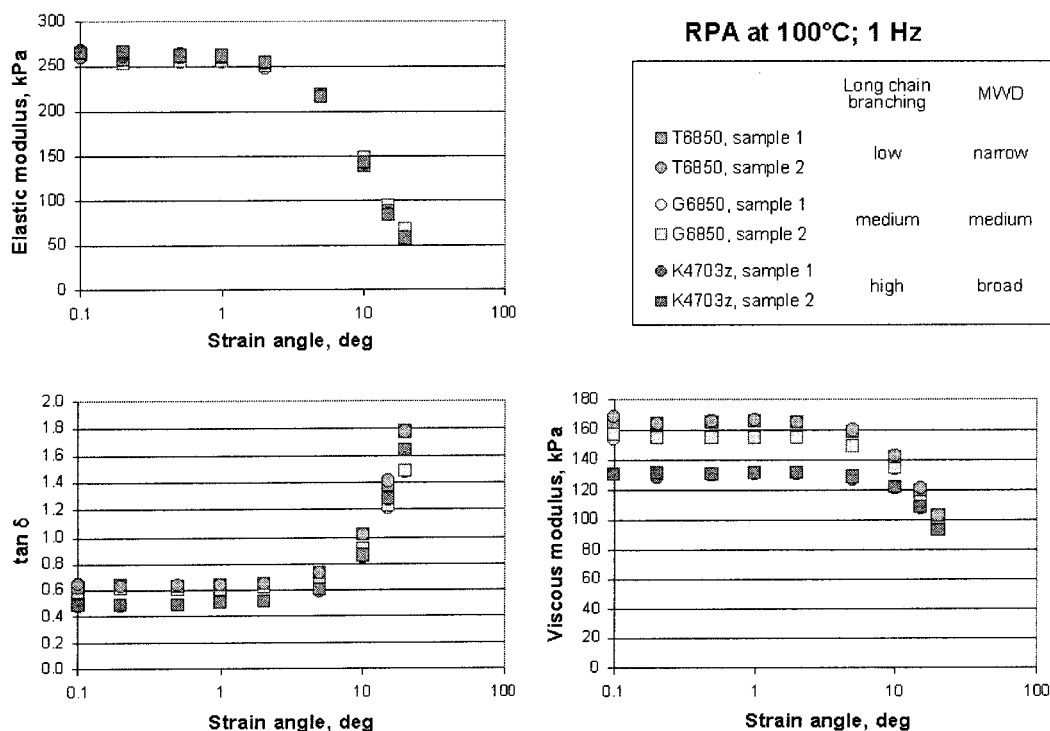 RPA at 100°C; 1 Hz
Elastic modulus, kPa
300
250
200
150
100
50
0
0.1 1 10 100
Strain angle, deg
Long chain branching MWD
T6850, sample 1
T6850, sample 2
low narrow
G6850, sample 1
G6850, sample 2
medium medium
K4703z, sample 1
K4703z, sample 2
high broad
tan δ
2.0
1.8
1.6
1.4
1.2
1.0
0.8
0.6
0.4
0.2
0.0
0.1 1 10 100
Strain angle, deg
Viscous modulus, kPa
180
160
140
120
100
80
60
40
20
0
0.1 1 10 100
Strain angle, deg